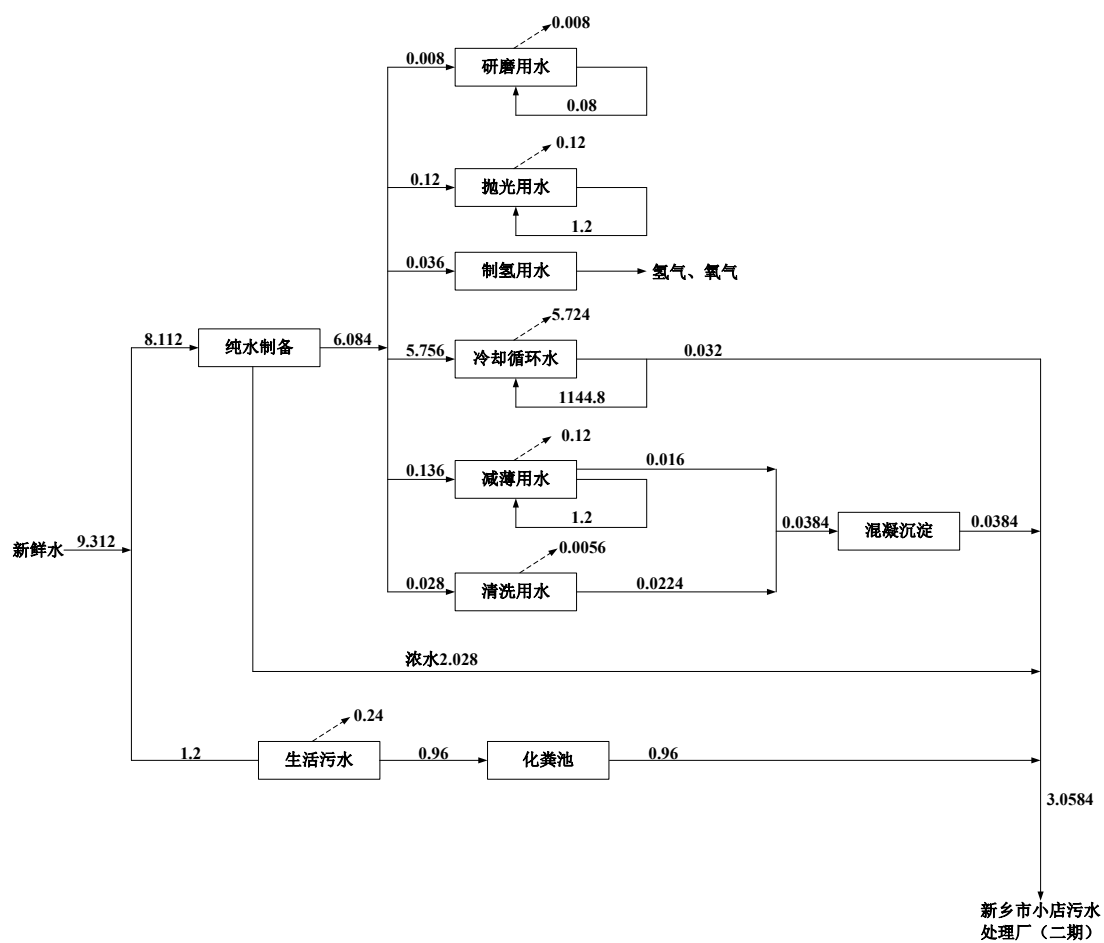 0.008
0.008
研磨用水
0.08
0.12
0.12
抛光用水
1.2
0.036
制氢用水
氢气、氧气
5.724
8.112
纯水制备
6.084
5.756
冷却循环水
0.032
1144.8
0.12
0.136
减薄用水
0.016
1.2
新鲜水
9.312
0.0384
混凝沉淀
0.0384
0.0056
0.028
清洗用水
0.0224
浓水2.028
0.24
1.2
生活污水
0.96
化粪池
0.96
3.0584
新乡市小店污水
处理厂（二期）